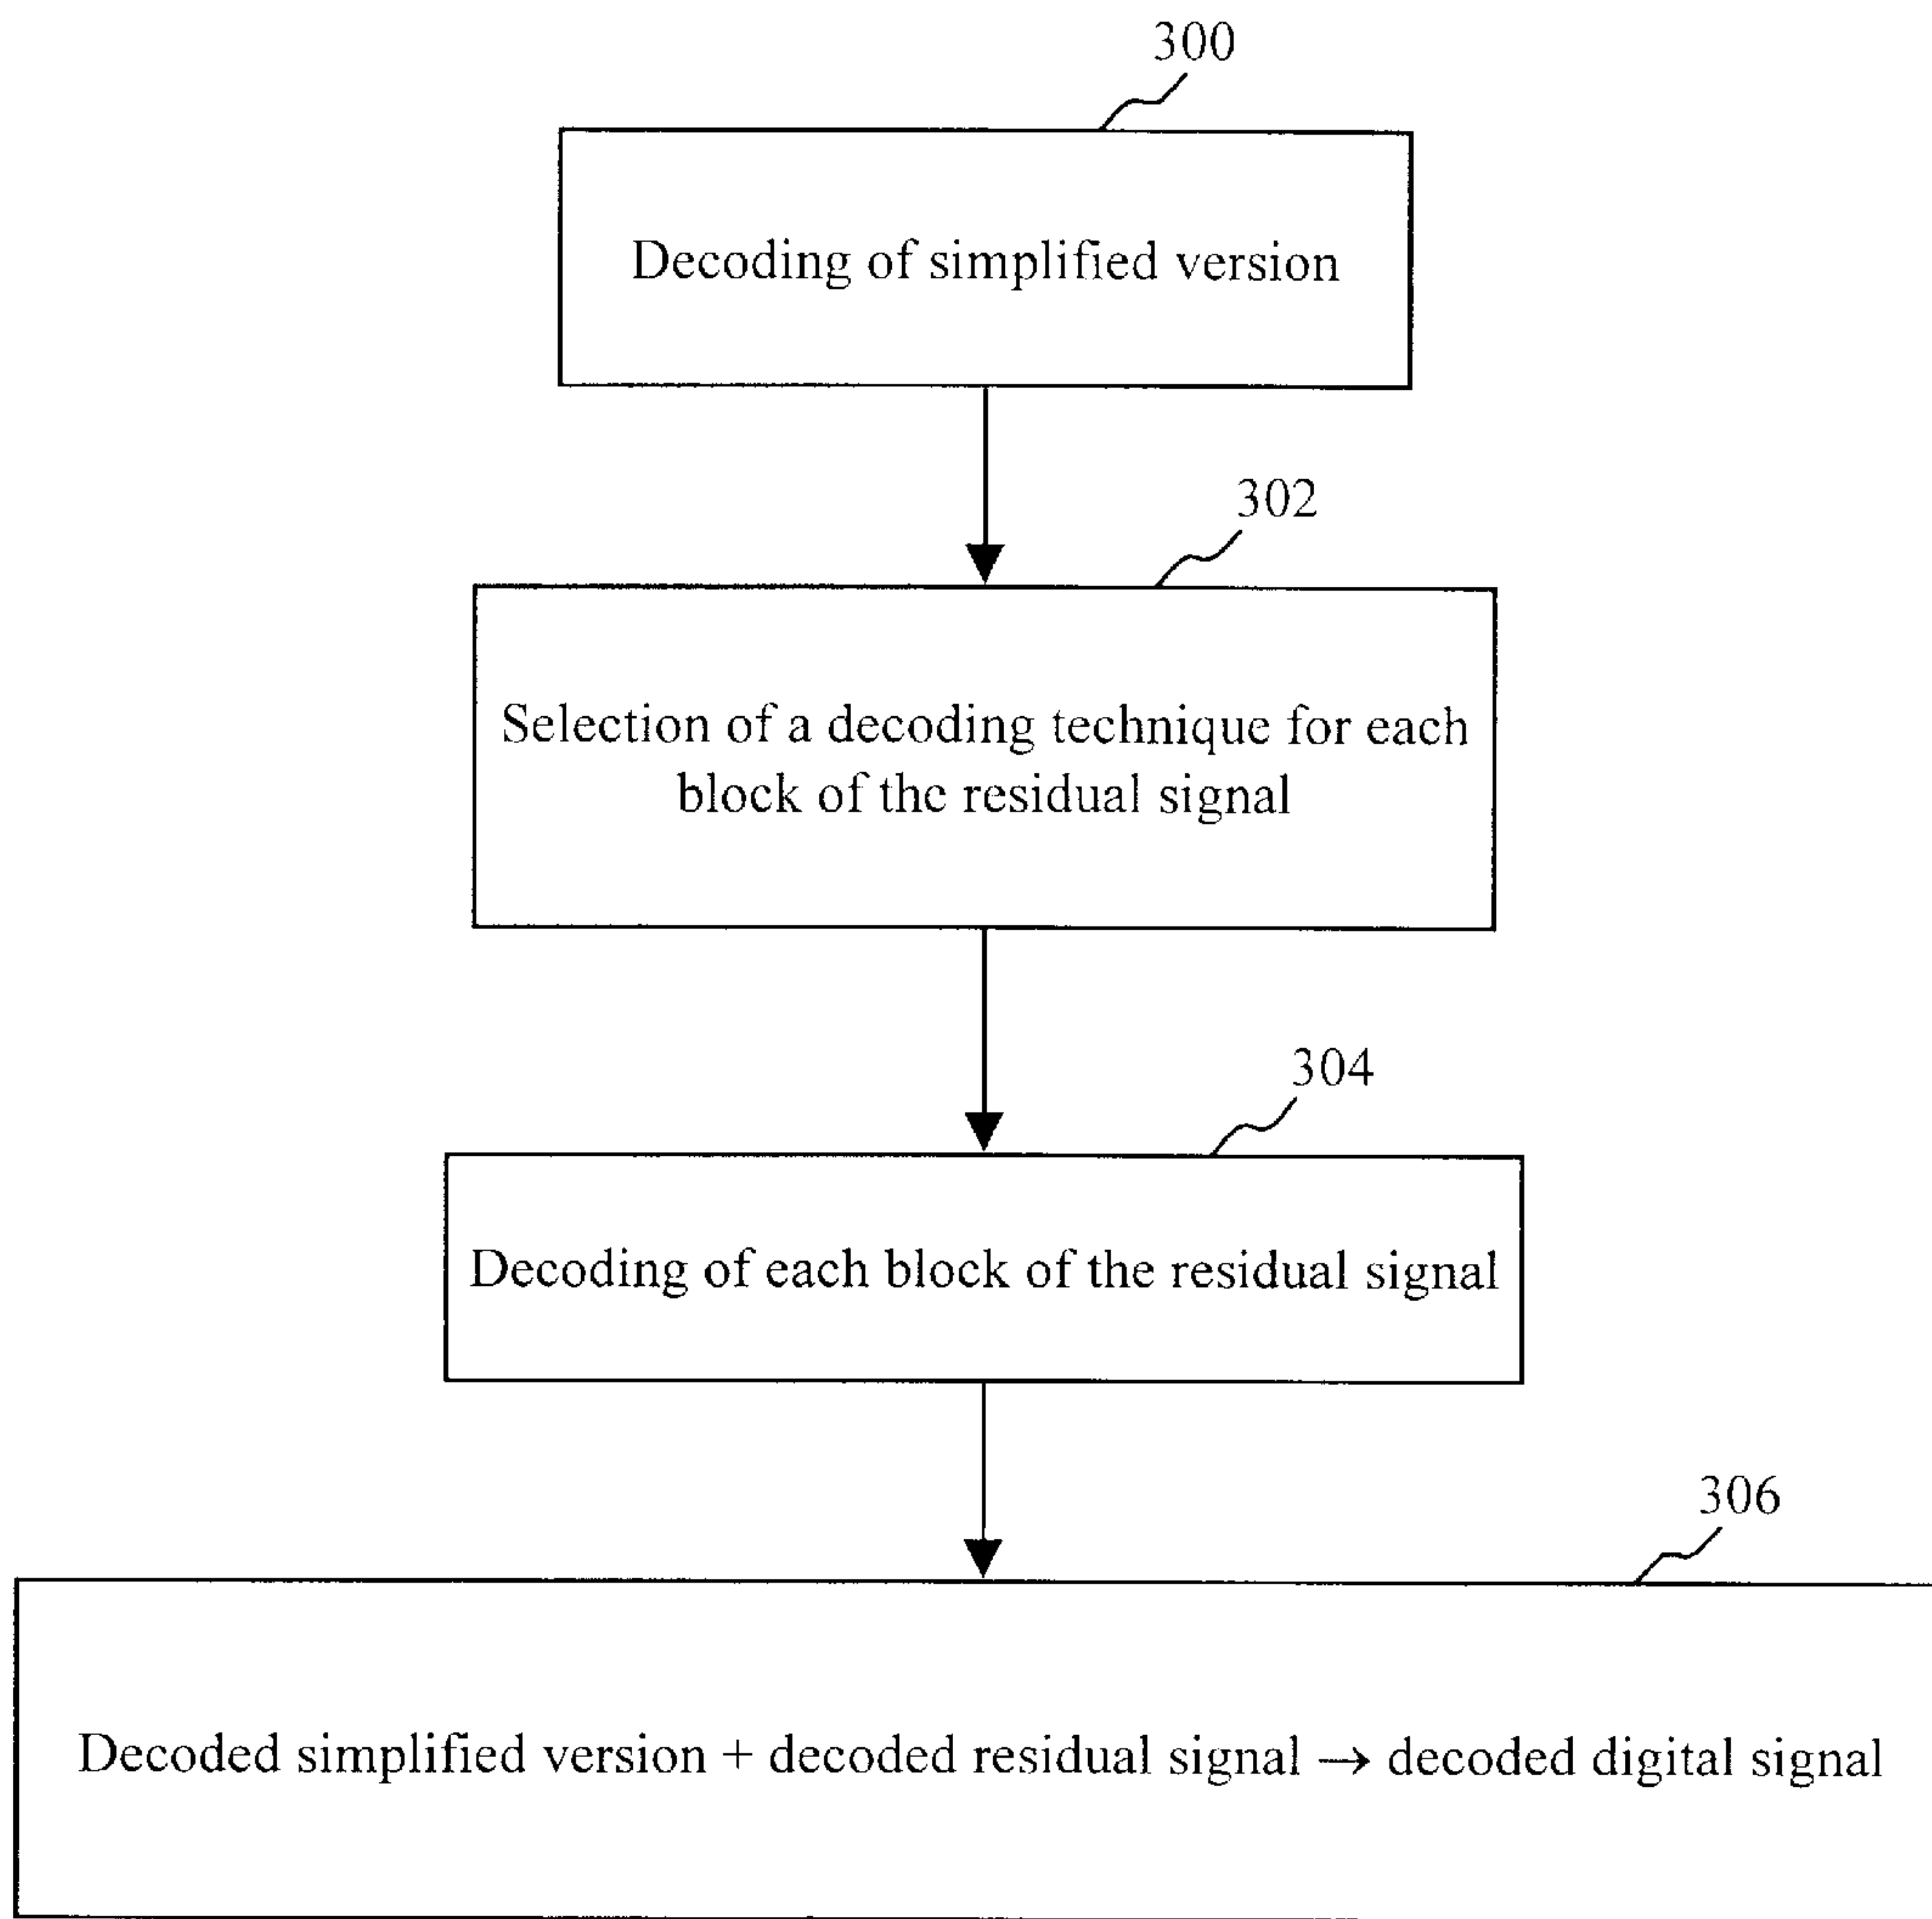 300
Decoding of simplified version
302
Selection of a decoding technique for each
block of the residual signal
304
Decoding of each block of the residual signal
306
Decoded simplified version + decoded residual signal → decoded digital signal